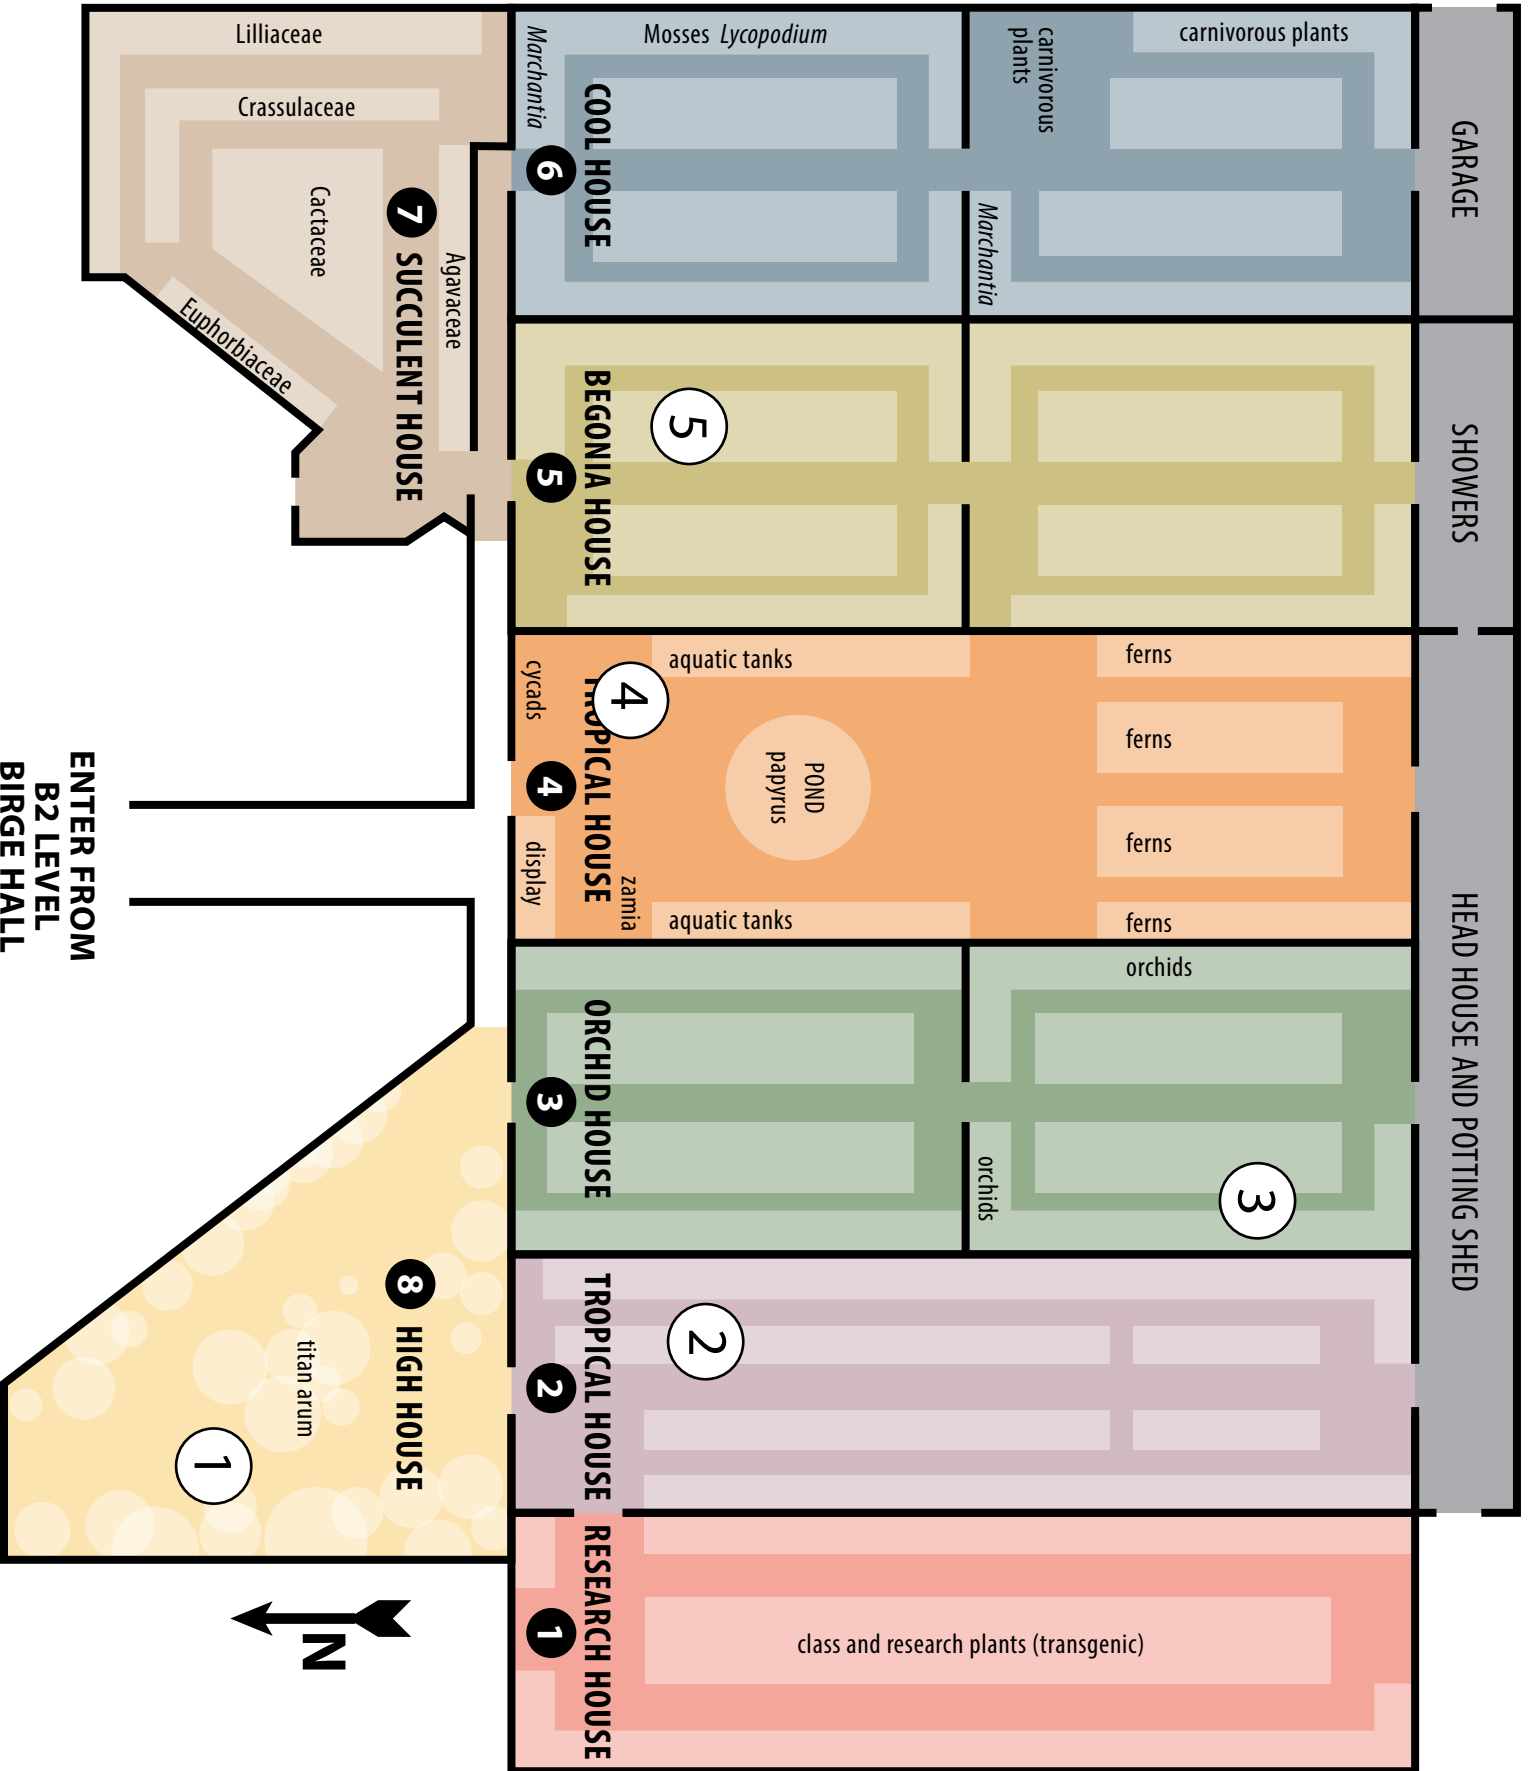 Lilliaceae
Crassulaceae
Cactaceae
7 SUCCULENT HOUSE
Agavaceae
Euphorbiaceae
Marchantia
Mosses Lycopodium
6
COOL HOUSE
carnivorous
plants
carnivorous plants
Marchantia
GARAGE
5
BEGONIA HOUSE
5
SHOWERS
cycads
4
TROPICAL HOUSE
4
aquatic tanks
POND
papyrus
display
zamia
aquatic tanks
ferns
ferns
ferns
ferns
HEAD HOUSE AND POTTING SHED
ENTER FROM
B2 LEVEL
BIRGE HALL
3
ORCHID HOUSE
orchids
orchids
3
8 HIGH HOUSE
titan arum
1
2
TROPICAL HOUSE
2
1
RESEARCH HOUSE
class and research plants (transgenic)
N